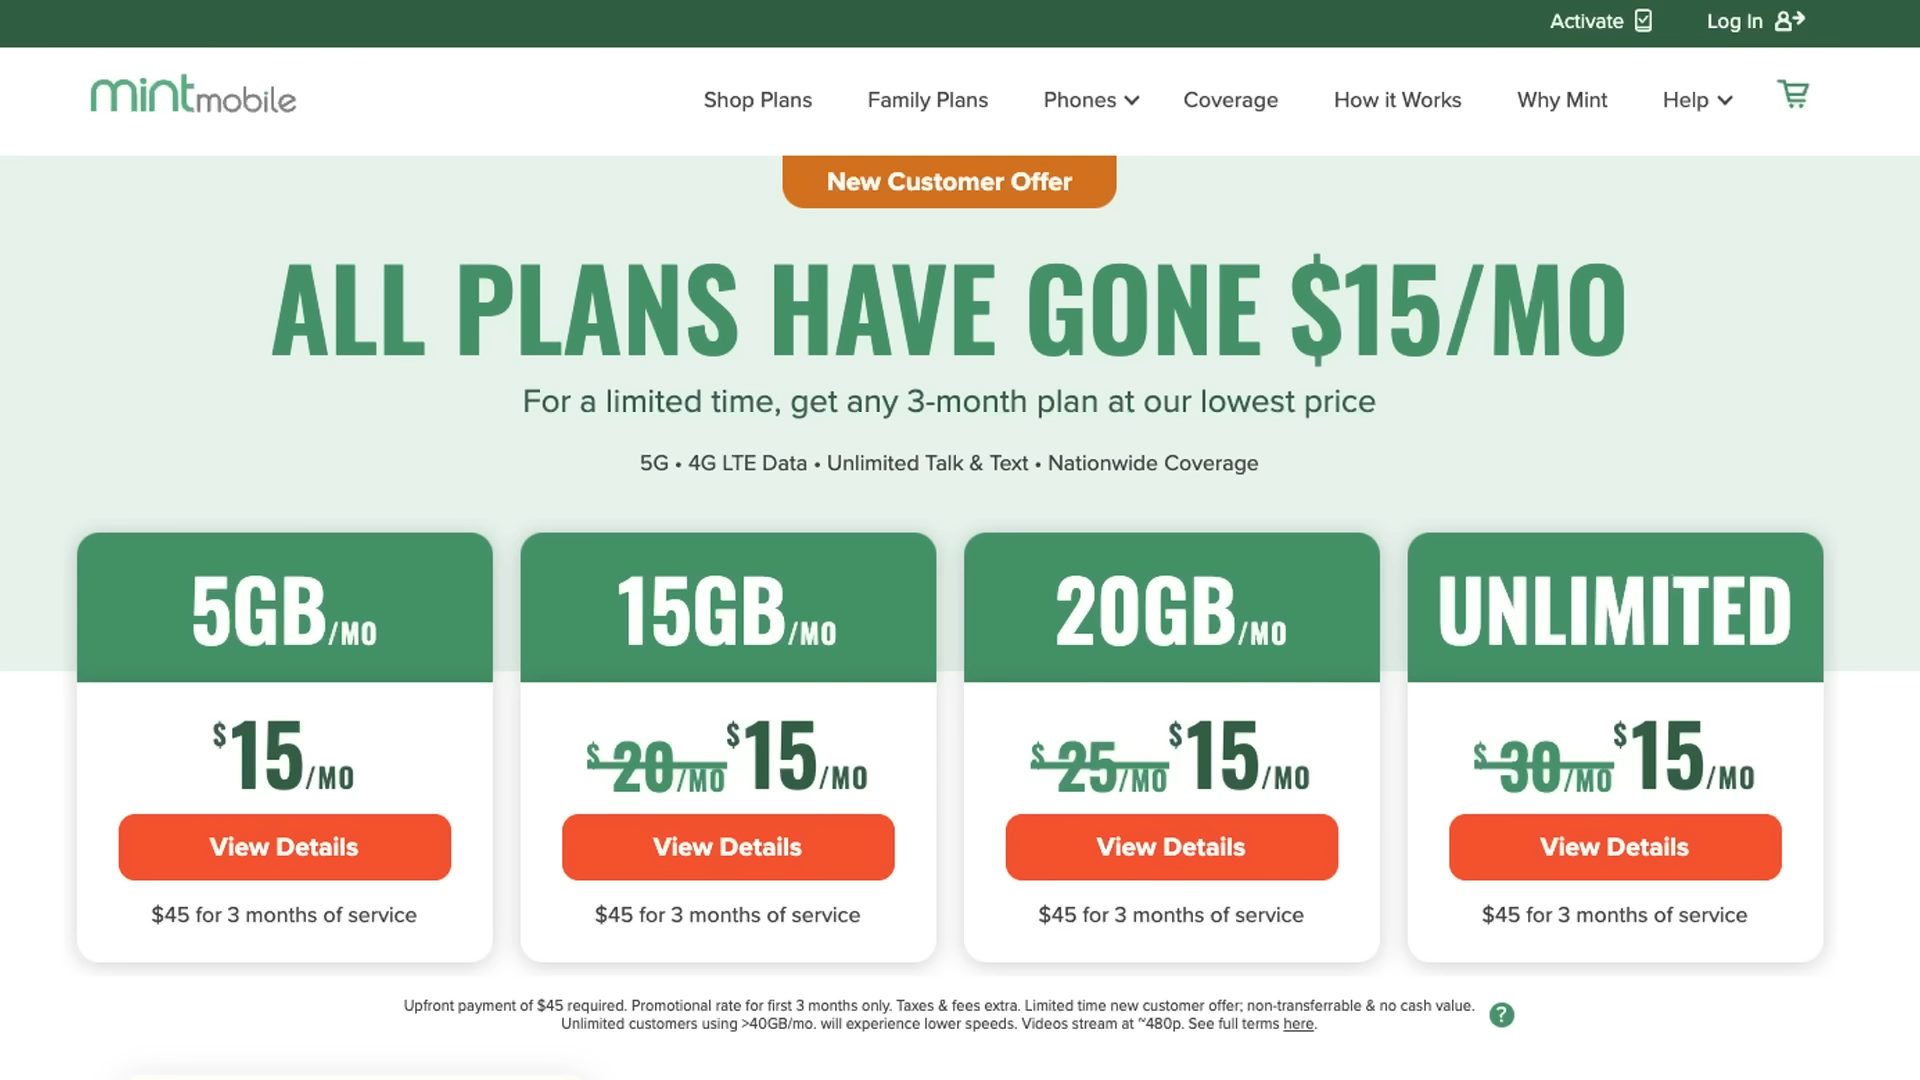 Activate
Log In
mintmobile
Shop Plans
Family Plans
Phones
Coverage
How it Works
Why Mint
Help
New Customer Offer
ALL PLANS HAVE GONE $15/MO
For a limited time, get any 3-month plan at our lowest price
5G • 4G LTE Data • Unlimited Talk & Text • Nationwide Coverage
5GB/MO
$15/MO
View Details
$45 for 3 months of service
15GB/MO
$20/MO $15/MO
View Details
$45 for 3 months of service
20GB/MO
$25/MO $15/MO
View Details
$45 for 3 months of service
UNLIMITED
$30/MO $15/MO
View Details
$45 for 3 months of service
Upfront payment of $45 required. Promotional rate for first 3 months only. Taxes & fees extra. Limited time new customer offer; non-transferrable & no cash value.
Unlimited customers using >40GB/mo. will experience lower speeds. Videos stream at ~480p. See full terms here.
?